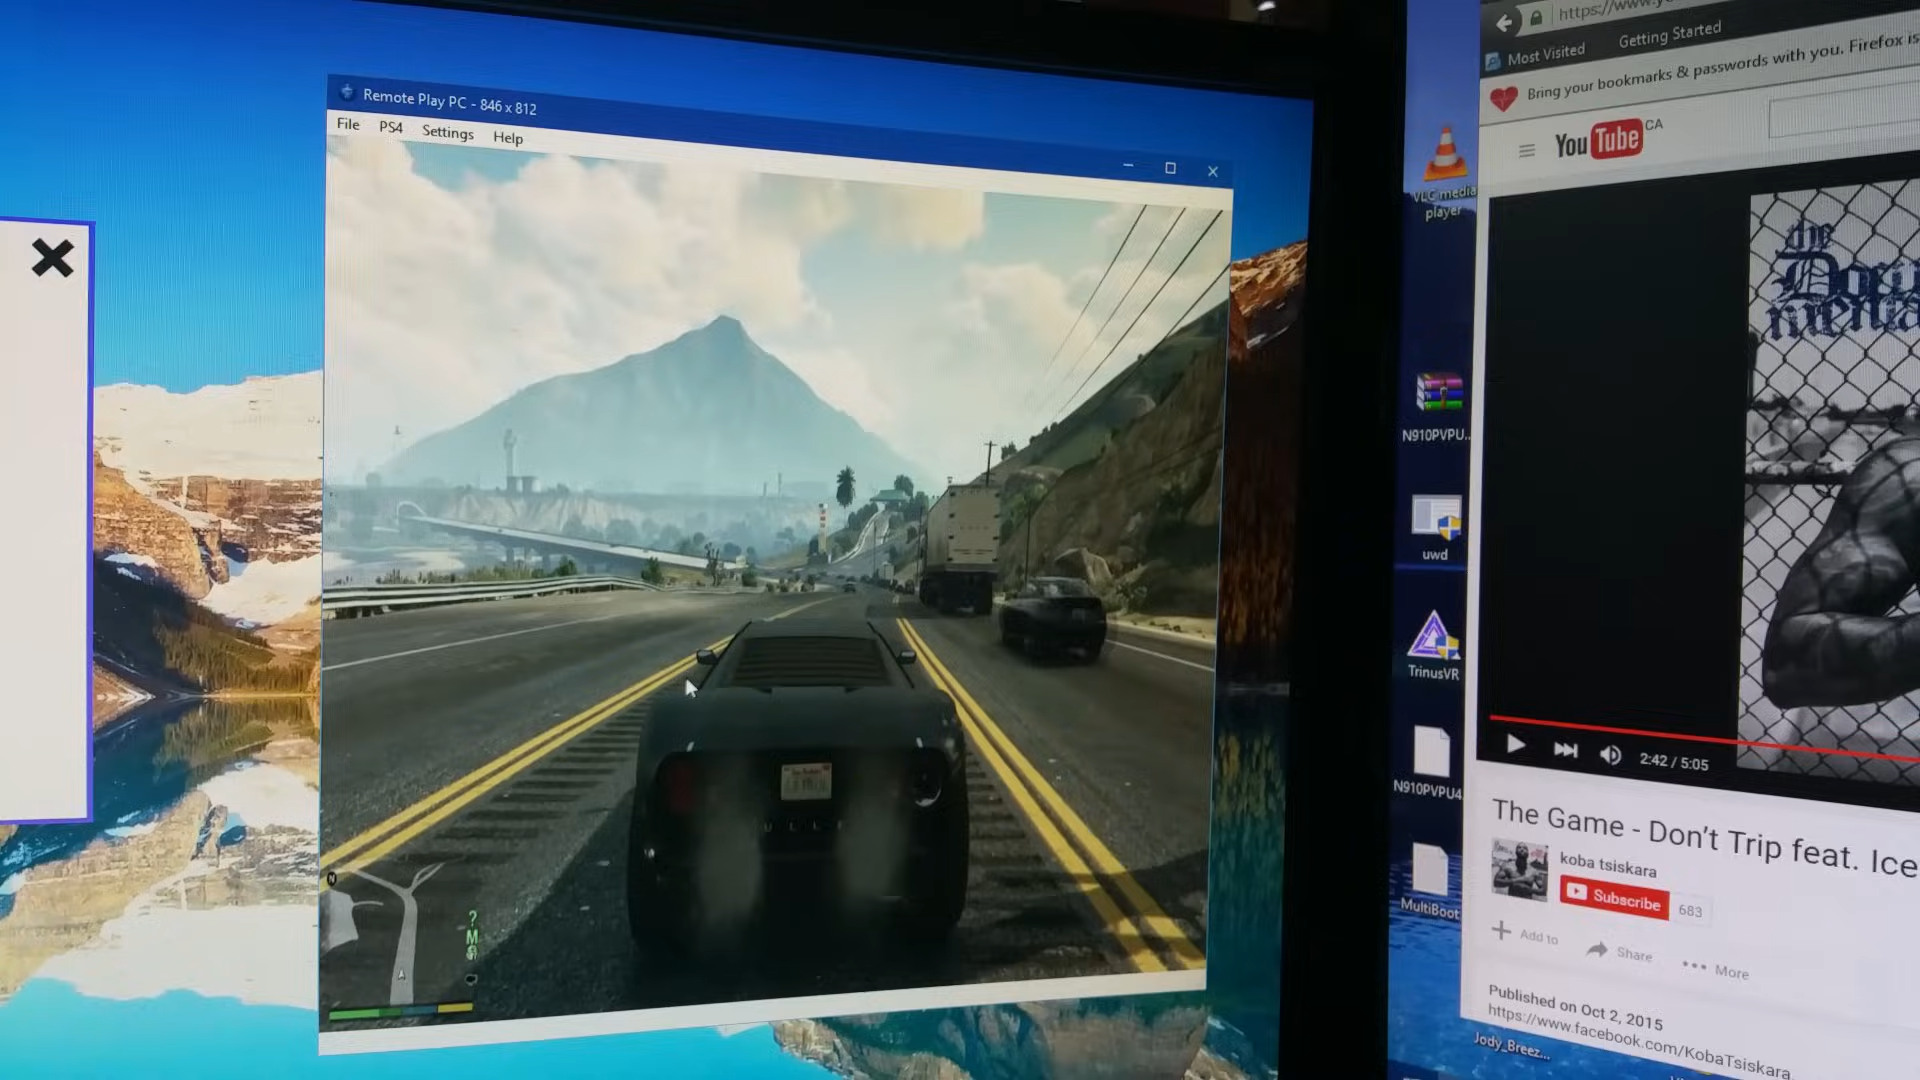 Remote Play PC - 846 x 812
File PS4 Settings Help
N
?
M
VLC media
player
N910PVPU...
uwd
TrinusVR
N910PVPU4
MultiBoot
Jody_Breez...
https://www.
Most Visited Getting Started
Bring your bookmarks & passwords with you. Firefox is
YouTube CA
the
Docu
menta
2:42 / 5:05
The Game - Don't Trip feat. Ice
koba tsiskara
Subscribe 683
Add to Share More
Published on Oct 2, 2015
https://www.facebook.com/KobaTsiskara